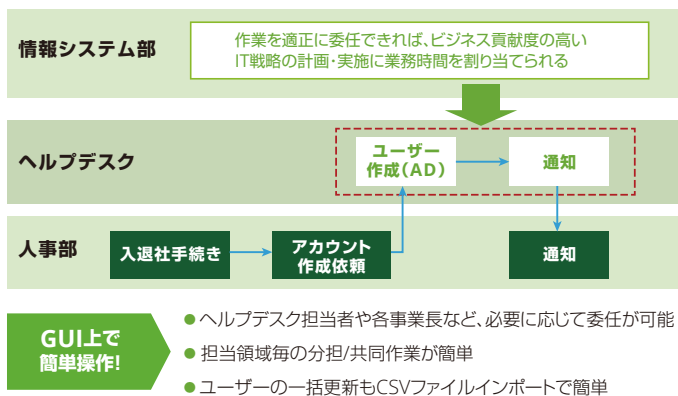 情報システム部
作業を適正に委任できれば、ビジネス貢献度の高い
IT戦略の計画・実施に業務時間を割り当てられる
ヘルプデスク
ユーザー
作成(AD)
通知
人事部
入退社手続き
アカウント
作成依頼
通知
GUI上で
簡単操作!
●ヘルプデスク担当者や各事業長など、必要に応じて委任が可能
●担当領域毎の分担/共同作業が簡単
●ユーザーの一括更新もCSVファイルインポートで簡単